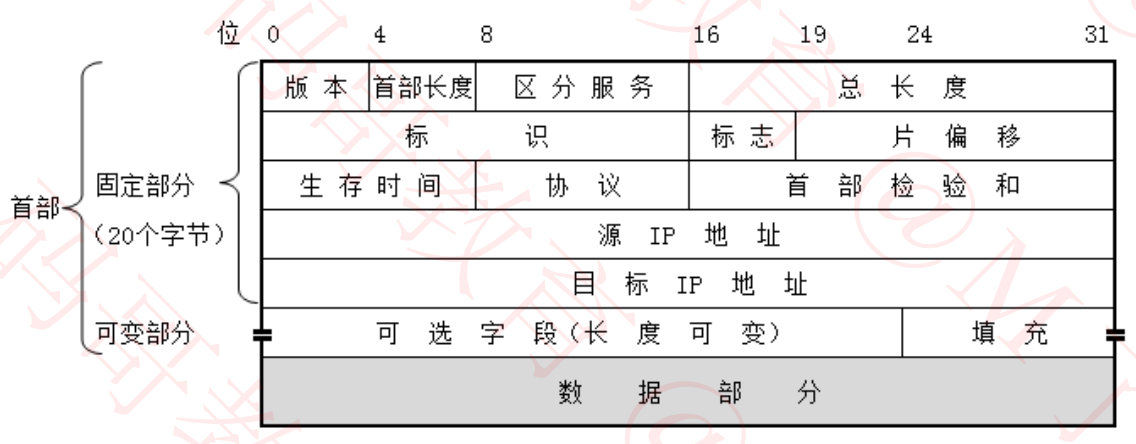 位 0 4 8 16 19 24 31
版 本 首部长度 区 分 服 务 总 长 度
标 识 标 志 片 偏 移
生 存 时 间 协 议 首 部 检 验 和
首部 固定部分
(20个字节)
源 IP 地 址
目 标 IP 地 址
可变部分 可 选 字 段(长 度 可 变) 填 充
数 据 部 分